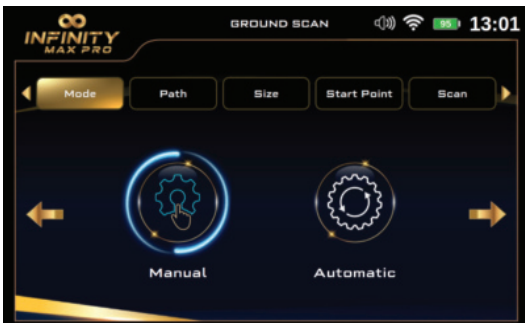 INFINITY
MAX PRO
GROUND SCAN
95
13:01
Mode
Path
Size
Start Point
Scan
Manual
Automatic